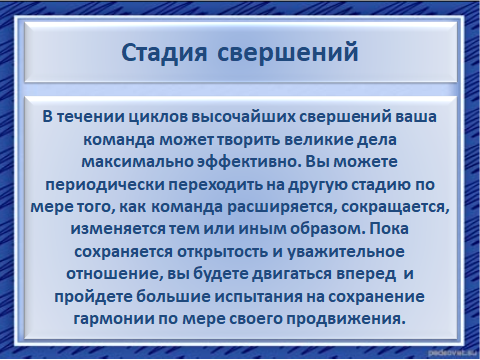 Стадия свершений
В течении циклов высочайших свершений ваша
команда может творить великие дела
максимально эффективно. Вы можете
периодически переходить на другую стадию по
мере того, как команда расширяется, сокращается,
изменяется тем или иным образом. Пока
сохраняется открытость и уважительное
отношение, вы будете двигаться вперед и
пройдете большие испытания на сохранение
гармонии по мере своего продвижения.
pedsovet.su